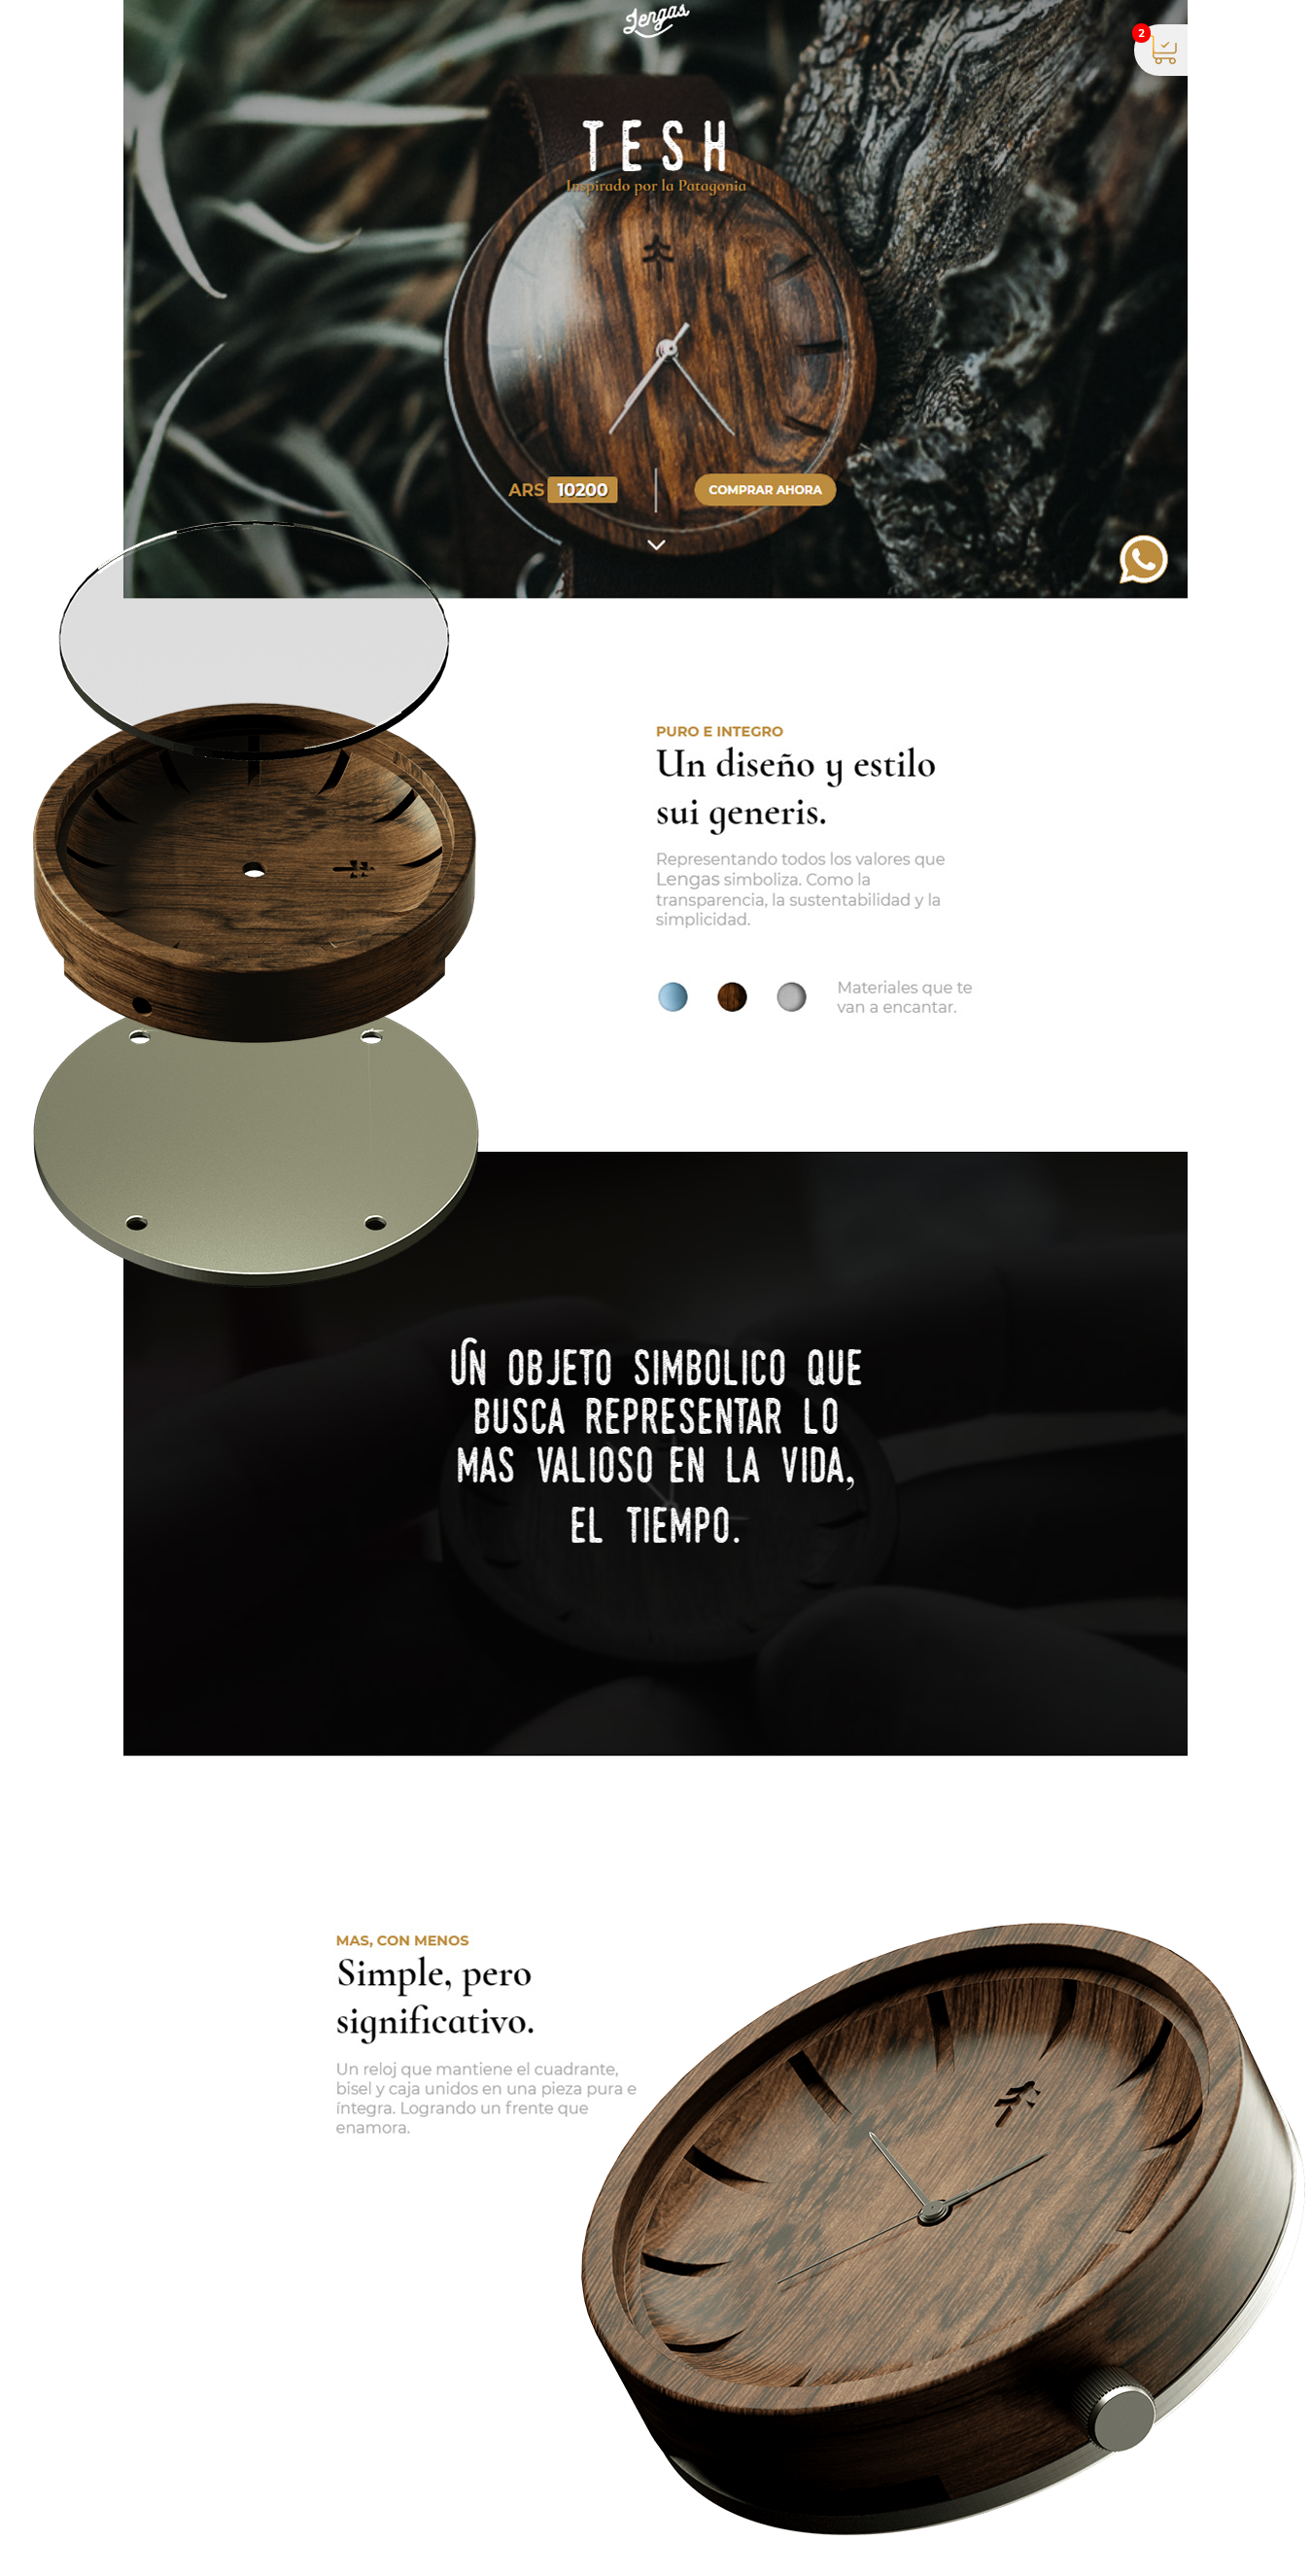 Lengas
2
TESH
Inspirado por la Patagonia
ARS 10200
COMPRAR AHORA
PURO E INTEGRO
Un diseño y estilo
sui generis.
Representando todos los valores que
Lengas simboliza. Como la
transparencia, la sustentabilidad y la
simplicidad.
Materiales que te
van a encantar.
UN OBJETO SIMBOLICO QUE
BUSCA REPRESENTAR LO
MAS VALIOSO EN LA VIDA,
EL TIEMPO.
MAS, CON MENOS
Simple, pero
significativo.
Un reloj que mantiene el cuadrante,
bisel y caja unidos en una pieza pura e
íntegra. Logrando un frente que
enamora.